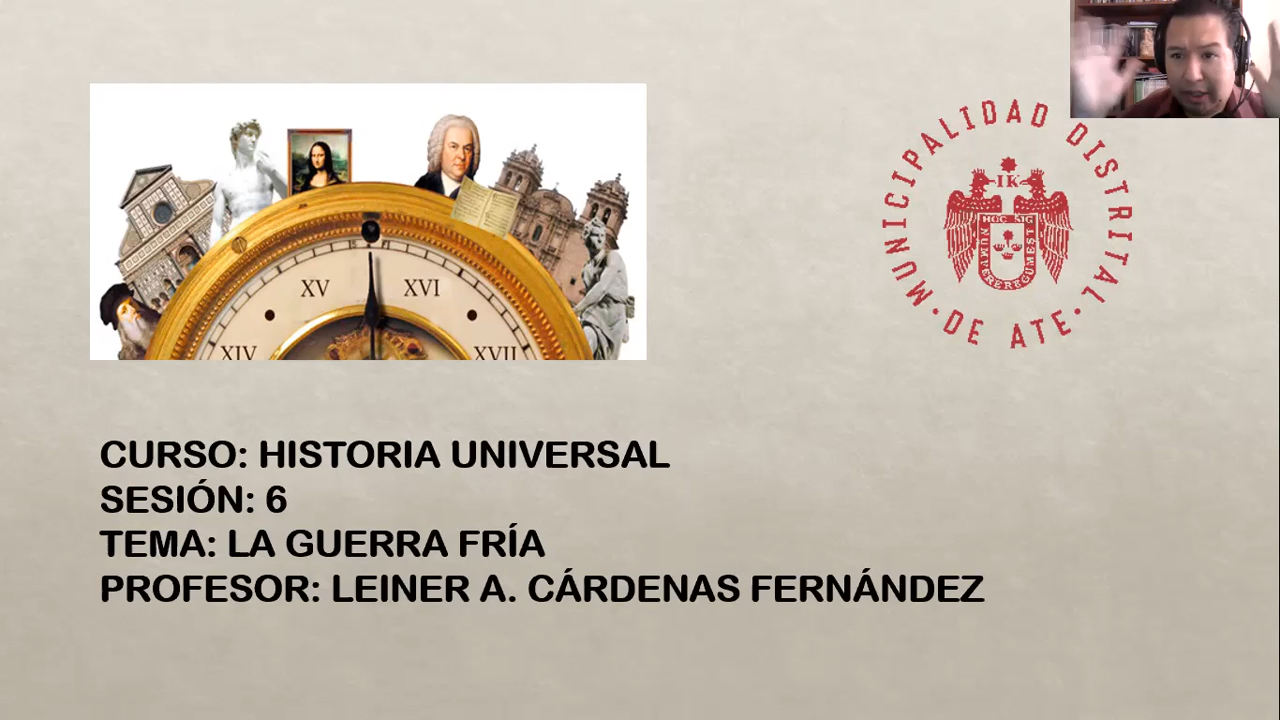 MUNICIPALIDAD DISTRITAL
· DE ATE ·
IK
XV XVI
XIV XVII
CURSO: HISTORIA UNIVERSAL
SESIÓN: 6
TEMA: LA GUERRA FRÍA
PROFESOR: LEINER A. CÁRDENAS FERNÁNDEZ